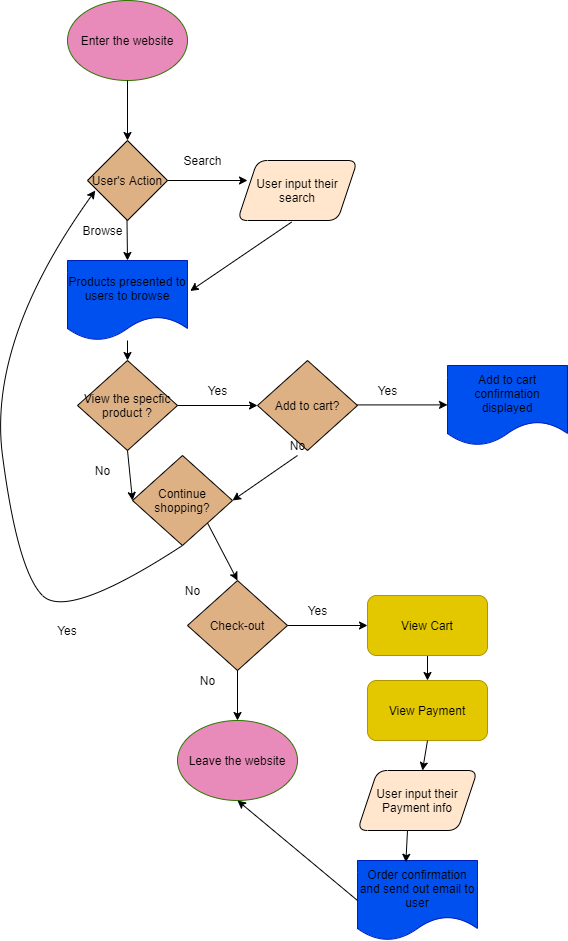 Enter the website
Search
User's Action
User input their
search
Browse
Products presented to
users to browse
View the specfic
product ?
Yes
Add to cart?
Yes
Add to cart
confirmation
displayed
No
No
Continue
shopping?
No
Check-out
Yes
View Cart
Yes
No
View Payment
Leave the website
User input their
Payment info
Order confirmation
and send out email to
user